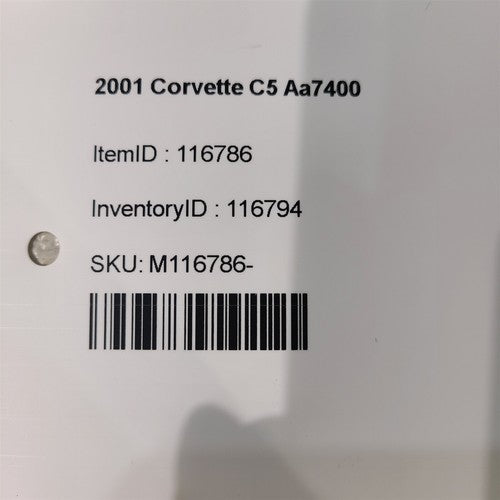 2001 Corvette C5 Aa7400
ItemID : 116786
InventoryID : 116794
SKU: M116786-